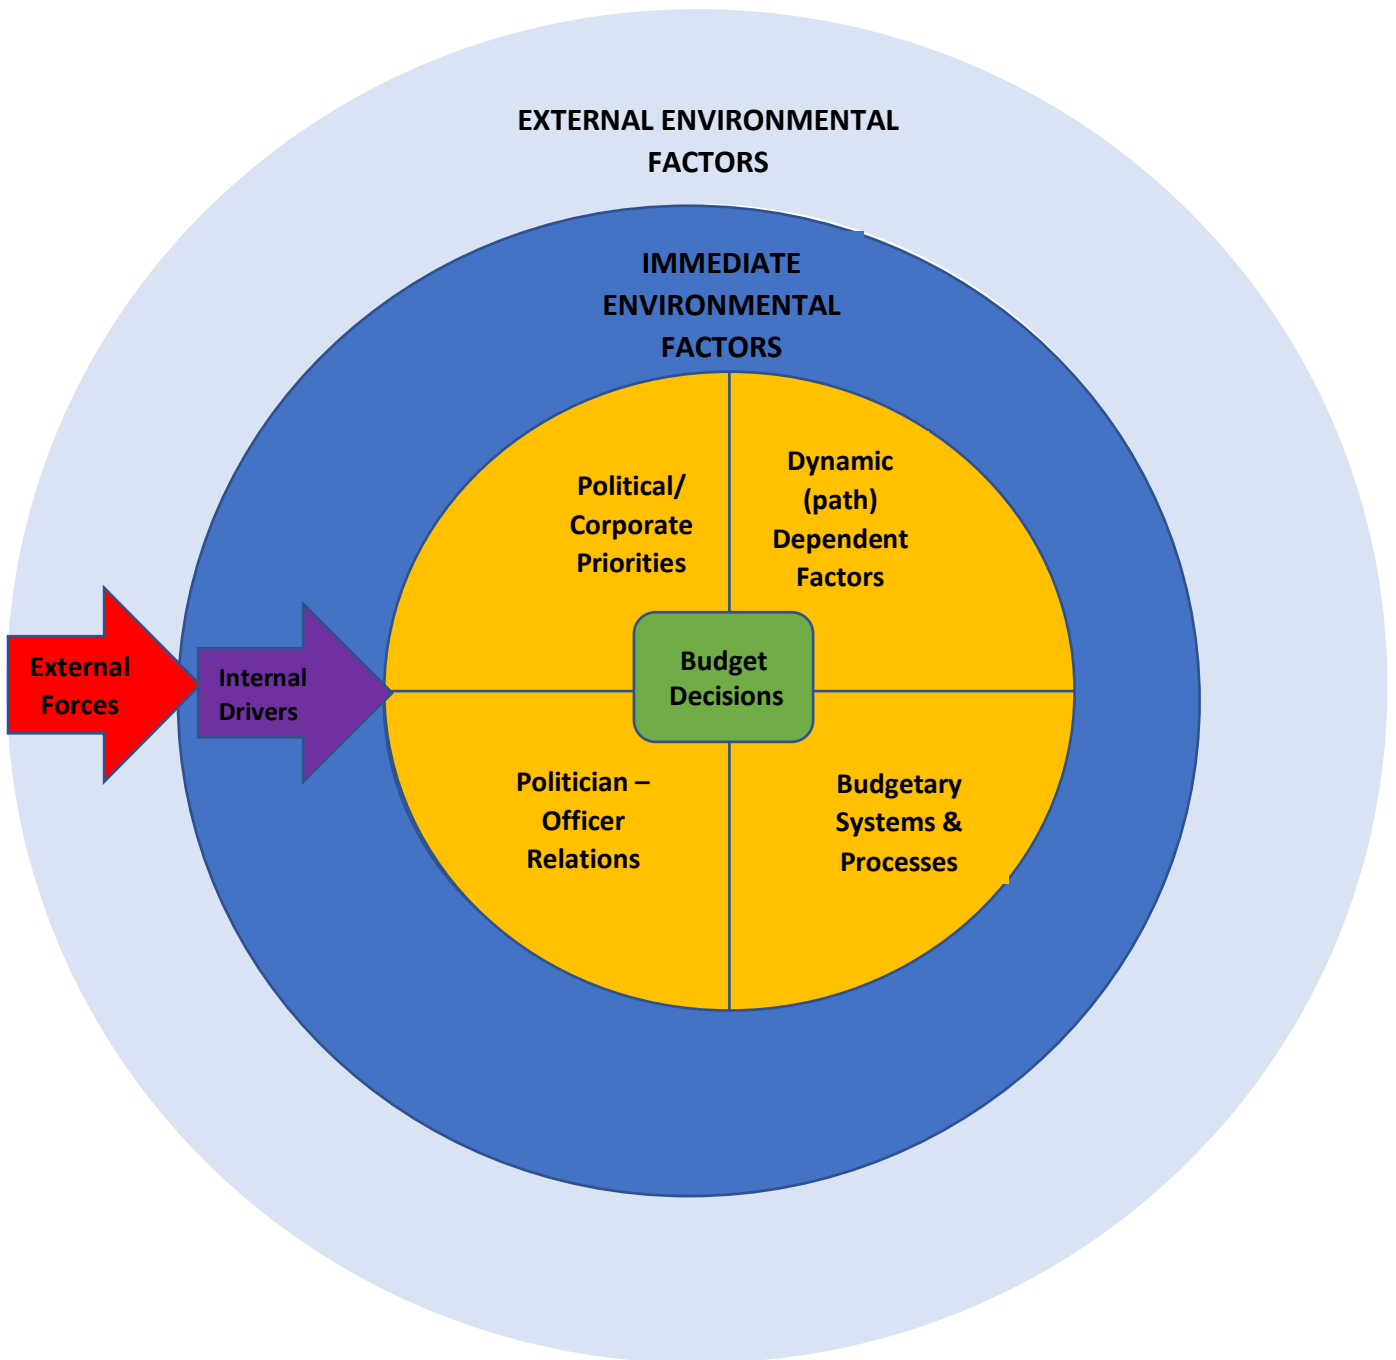 EXTERNAL ENVIRONMENTAL
FACTORS
IMMEDIATE
ENVIRONMENTAL
FACTORS
Political/
Corporate
Priorities
Dynamic
(path)
Dependent
Factors
External
Forces
Internal
Drivers
Budget
Decisions
Politician –
Officer
Relations
Budgetary
Systems &
Processes